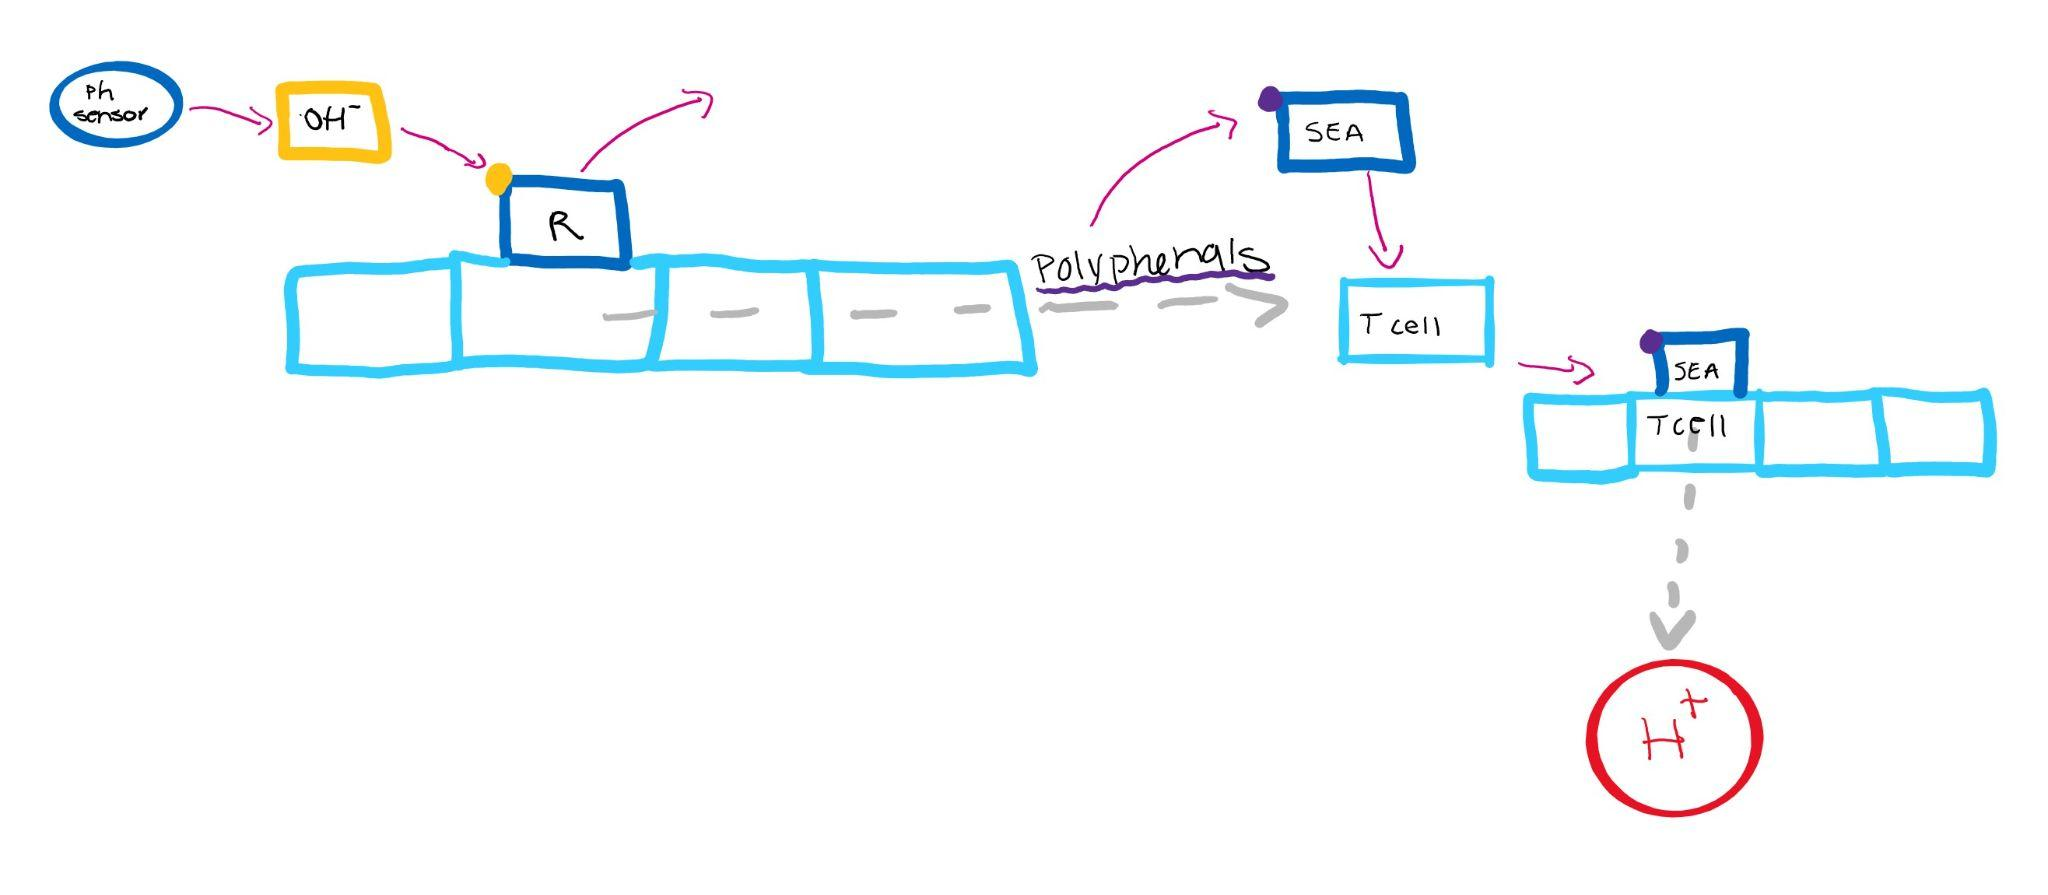 Ph
sensor
OH⁻
R
Polyphenals
SEA
T cell
SEA
T cell
H⁺